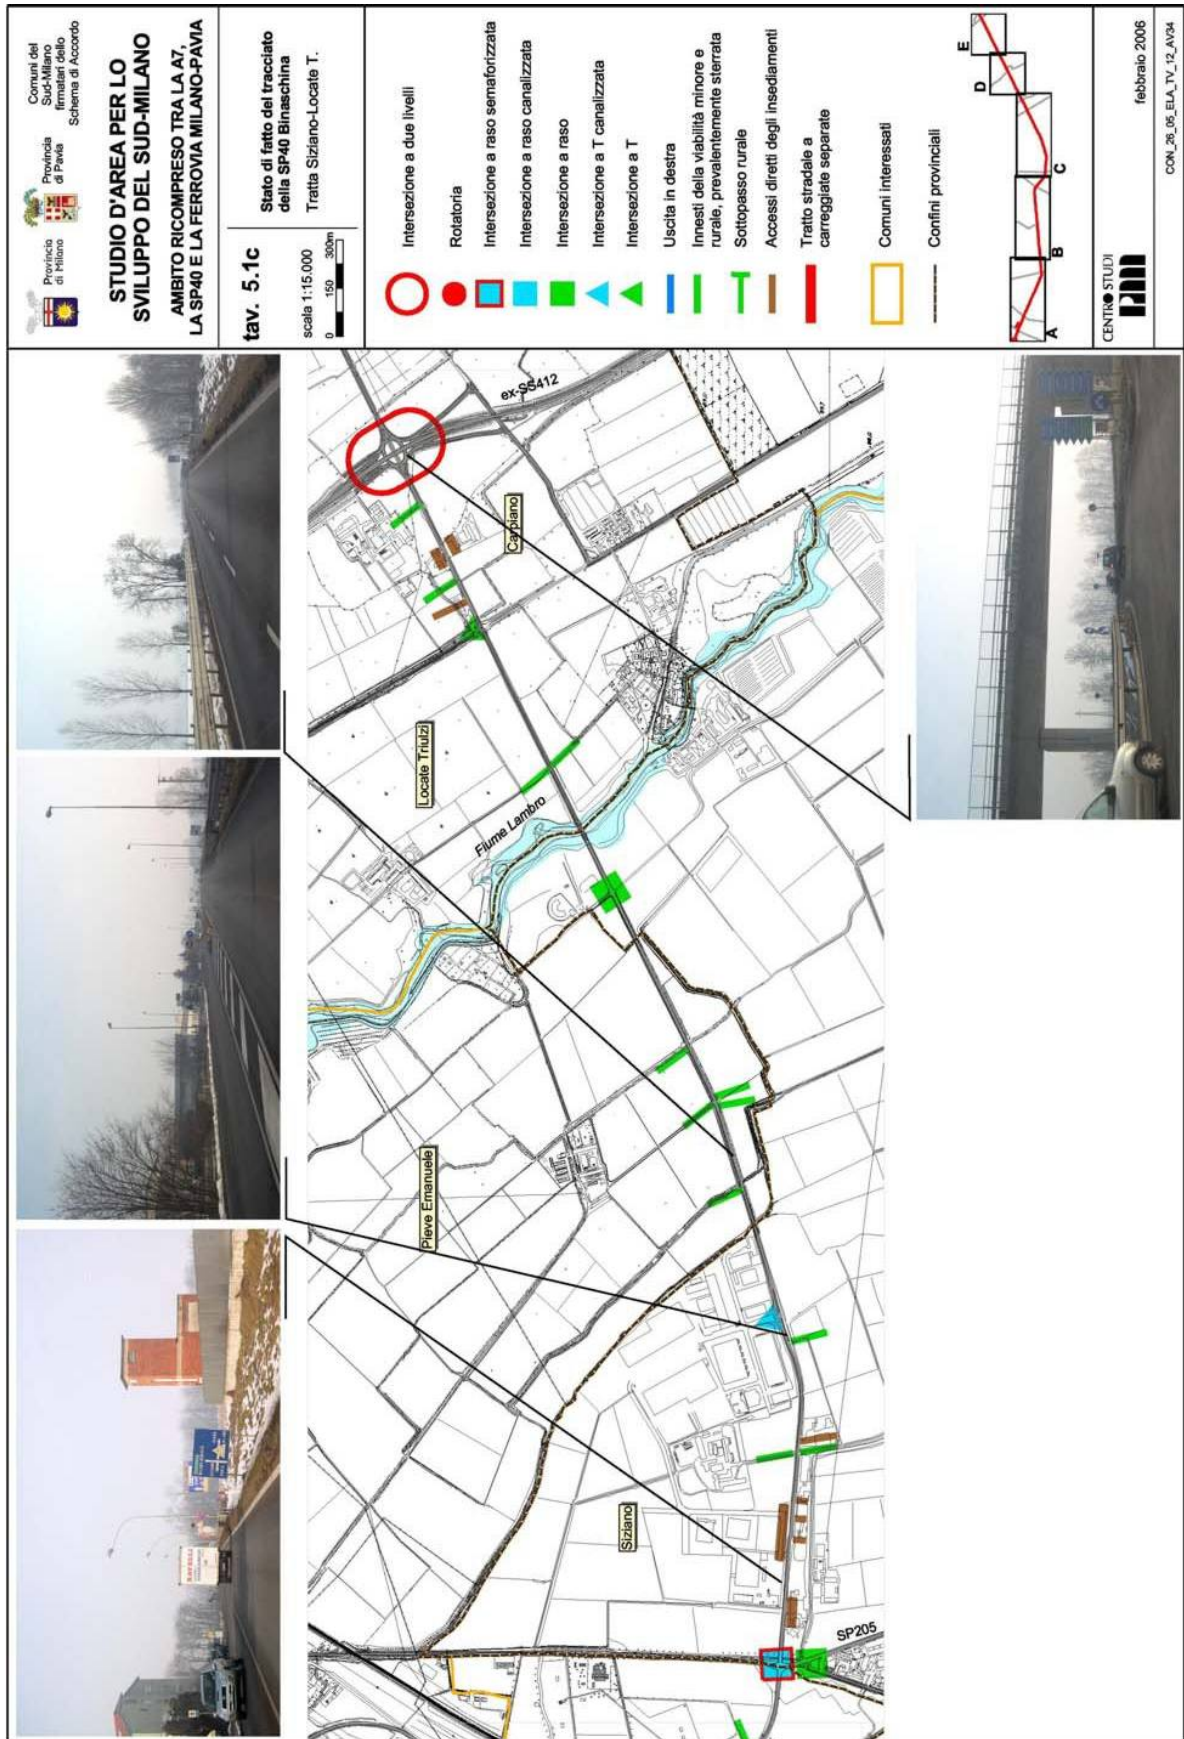 Provincia
di Milano
Provincia
di Pavia
Comuni del
Sud-Milano
firmatari dello
Schema di Accordo
STUDIO D'AREA PER LO
SVILUPPO DEL SUD-MILANO
AMBITO RICOMPRESO TRA LA A7,
LA SP40 E LA FERROVIA MILANO-PAVIA
tav. 5.1c
scala 1:15.000
0 150 300m
Stato di fatto del tracciato
della SP40 Binaschina
Tratta Siziano-Locate T.
Intersezione a due livelli
Rotatoria
Intersezione a raso semaforizzata
Intersezione a raso canalizzata
Intersezione a raso
Intersezione a T canalizzata
Intersezione a T
Uscita in destra
Innesti della viabilità minore e
rurale, prevalentemente sterrata
Sottopasso rurale
Accessi diretti degli insediamenti
Tratto stradale a
carreggiate separate
Comuni interessati
Confini provinciali
A
B
C
D
E
CENTRO STUDI
PIM
febbraio 2006
CON_26_05_ELA_TV_12_AV34
Siziano
SP205
Pieve Emanuele
Locate Triulzi
Fiume Lambro
Carpiano
ex-SS412